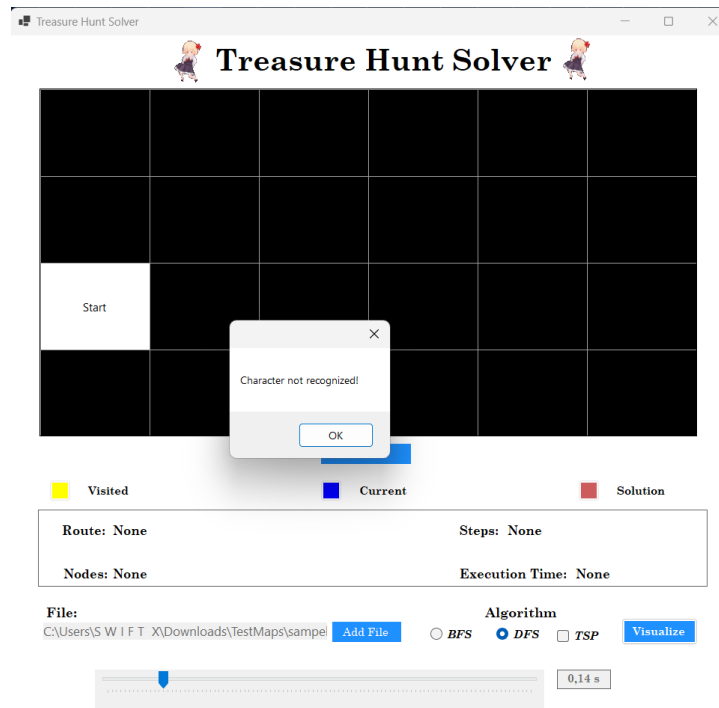 Treasure Hunt Solver
Treasure Hunt Solver
Start
Character not recognized!
OK
Visited
Current
Solution
Route: None
Steps: None
Nodes: None
Execution Time: None
File:
Algorithm
C:\Users\S W I F T X\Downloads\TestMaps\sampel
Add File
BFS
DFS
TSP
Visualize
0,14 s